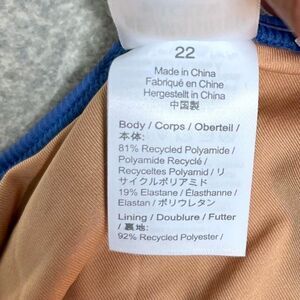 22
Made in China
Fabriqué en Chine
Hergestellt in China
中国製
Body / Corps / Oberteil /
本体:
81% Recycled Polyamide /
Polyamide Recyclé /
Recyceltes Polyamid / リ
サイクルポリアミド
19% Elastane / Élasthanne /
Elastan / ポリウレタン
Lining / Doublure / Futter
/ 裏地:
92% Recycled Polyester /